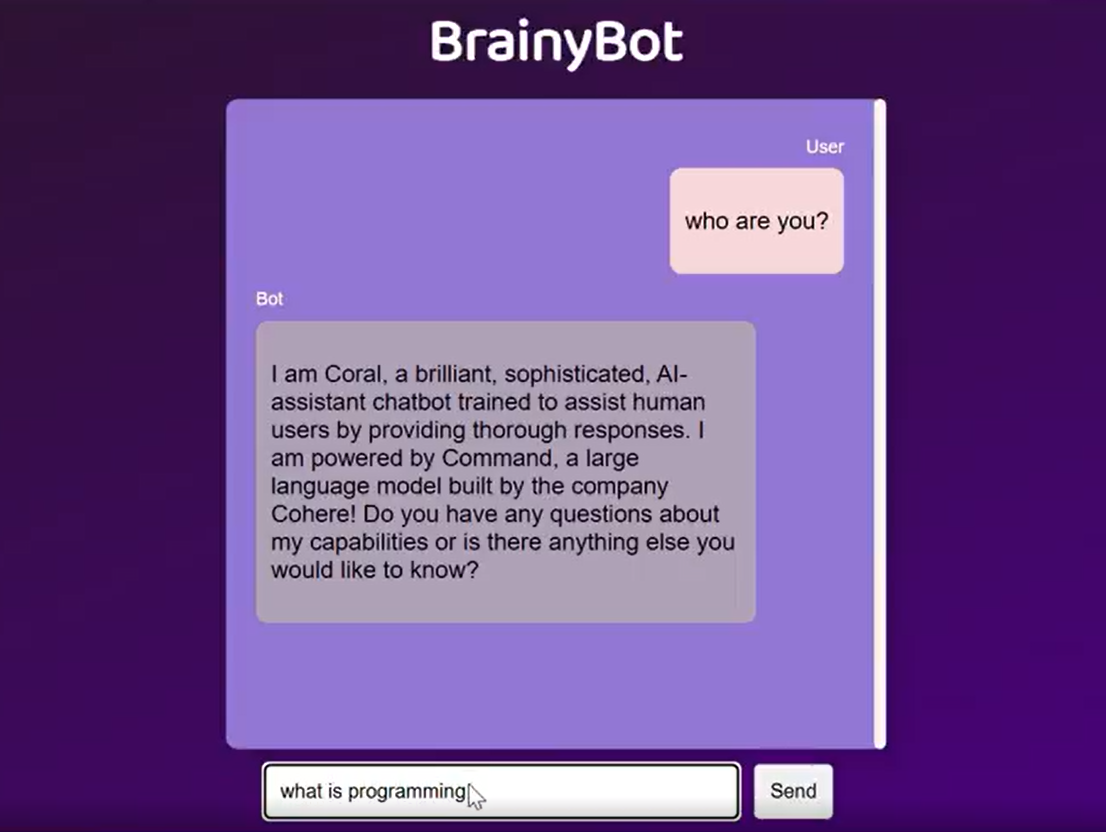 BrainyBot
User
who are you?
Bot
I am Coral, a brilliant, sophisticated, AI-
assistant chatbot trained to assist human
users by providing thorough responses. I
am powered by Command, a large
language model built by the company
Cohere! Do you have any questions about
my capabilities or is there anything else you
would like to know?
what is programming
Send